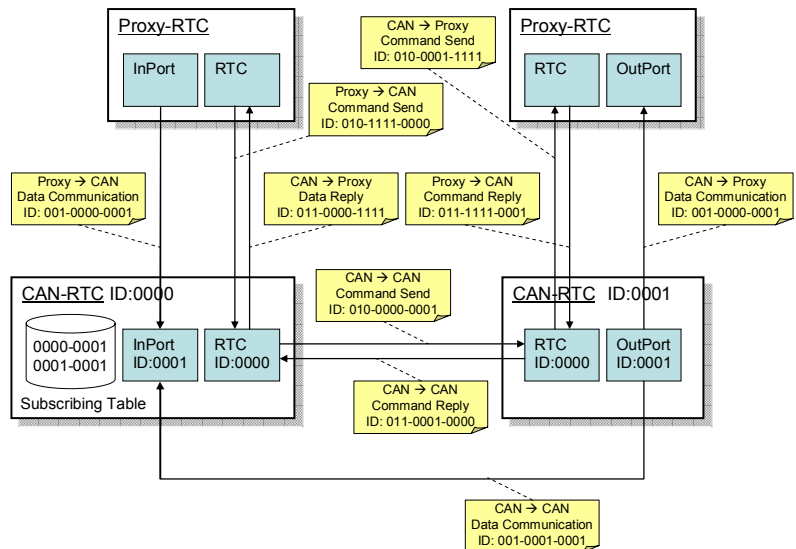 Proxy-RTC
InPort
RTC
CAN → Proxy
Command Send
ID: 010-0001-1111
Proxy-RTC
RTC
OutPort
Proxy → CAN
Command Send
ID: 010-1111-0000
Proxy → CAN
Data Communication
ID: 001-0000-0001
CAN → Proxy
Data Reply
ID: 011-0000-1111
Proxy → CAN
Command Reply
ID: 011-1111-0001
CAN → Proxy
Data Communication
ID: 001-0000-0001
CAN-RTC ID:0000
0000-0001
0001-0001
Subscribing Table
InPort
ID:0001
RTC
ID:0000
CAN → CAN
Command Send
ID: 010-0000-0001
CAN → CAN
Command Reply
ID: 011-0001-0000
CAN-RTC ID:0001
RTC
ID:0000
OutPort
ID:0001
CAN → CAN
Data Communication
ID: 001-0001-0001